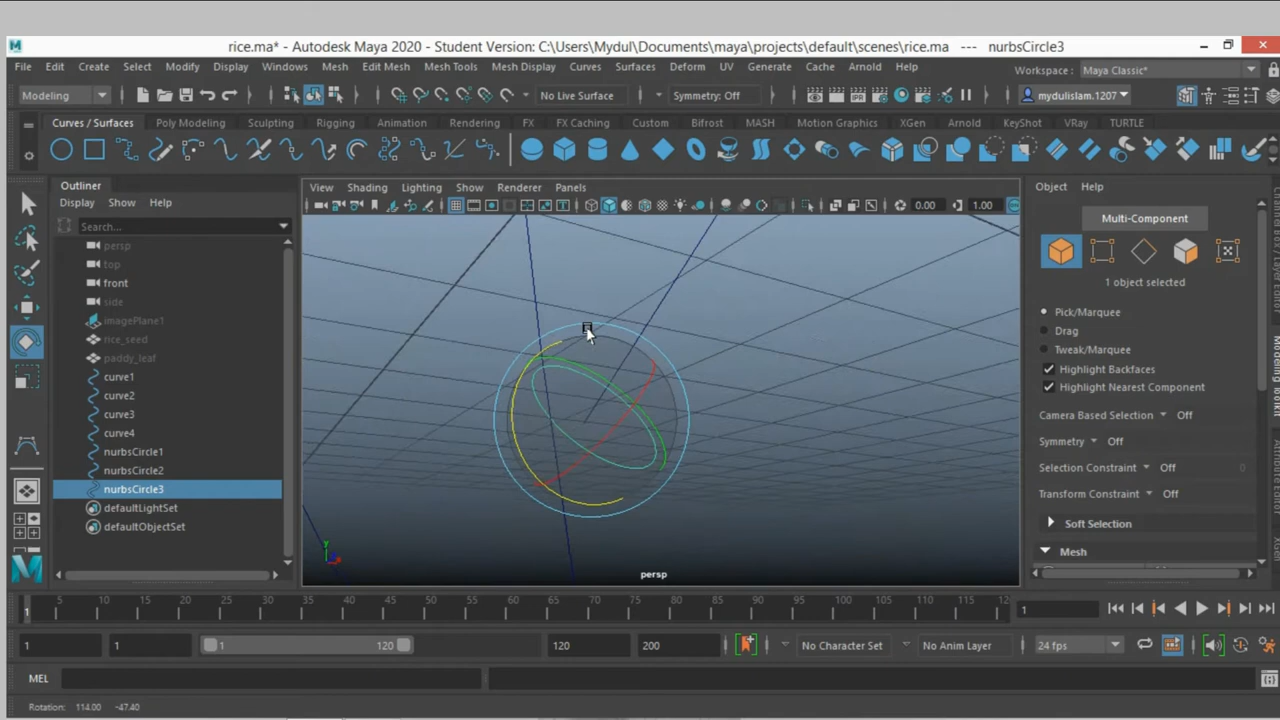 rice.ma* - Autodesk Maya 2020 - Student Version: C:\Users\Mydul\Documents\maya\projects\default\scenes\rice.ma --- nurbsCircle3
File Edit Create Select Modify Display Windows Mesh Edit Mesh Mesh Tools Mesh Display Curves Surfaces Deform UV Generate Cache Arnold Help
Workspace : Maya Classic*
Modeling No Live Surface Symmetry: Off mydulislam.1207
Curves / Surfaces Poly Modeling Sculpting Rigging Animation Rendering FX FX Caching Custom Bifrost MASH Motion Graphics XGen Arnold KeyShot VRay TURTLE
Outliner
Display Show Help
Search...
persp
top
front
side
imagePlane1
rice_seed
paddy_leaf
curve1
curve2
curve3
curve4
nurbsCircle1
nurbsCircle2
nurbsCircle3
defaultLightSet
defaultObjectSet
View Shading Lighting Show Renderer Panels
0.00 1.00
persp
Object Help
Multi-Component
1 object selected
Pick/Marquee
Drag
Tweak/Marquee
Highlight Backfaces
Highlight Nearest Component
Camera Based Selection Off
Symmetry Off
Selection Constraint Off 0
Transform Constraint Off
Soft Selection
Mesh
Modeling Toolkit
5 10 15 20 25 30 35 40 45 50 55 60 65 70 75 80 85 90 95 100 105 110 115 12
1 1
1 1 1 120 120 200 No Character Set No Anim Layer 24 fps
MEL
Rotation: 114.00 -47.40